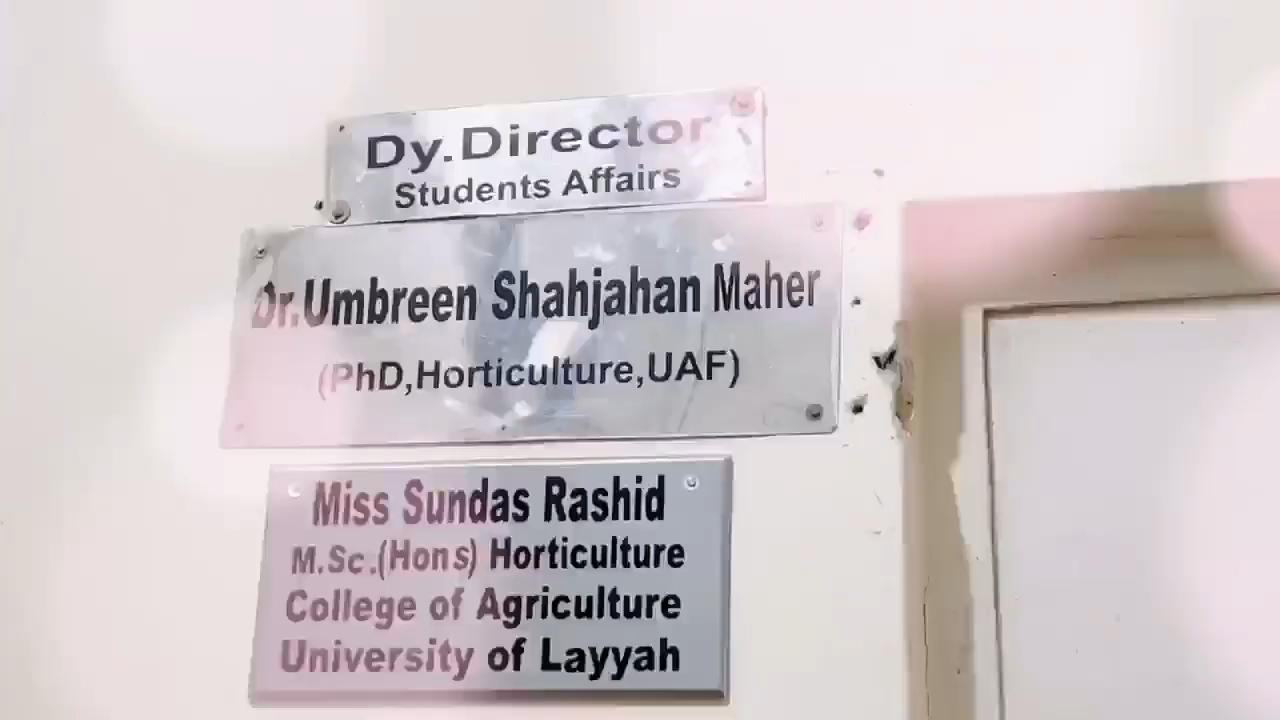 Dy.Director
Students Affairs
Dr.Umbreen Shahjahan Maher
(PhD,Horticulture,UAF)
Miss Sundas Rashid
M.Sc.(Hons) Horticulture
College of Agriculture
University of Layyah